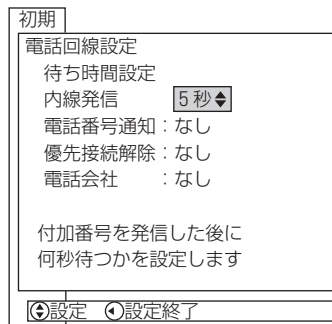 初期
電話回線設定
待ち時間設定
内線発信 5秒
電話番号通知：なし
優先接続解除：なし
電話会社 ：なし
付加番号を発信した後に
何秒待つかを設定します
設定 設定終了